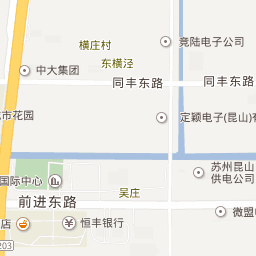 横庄村
竞陆电子公司
东横泾
中大集团
同丰东路
同丰东路
市花园
定颖电子(昆山)
苏州昆山
供电公司
国际中心
吴庄
前进东路
微盟
恒丰银行
店
203